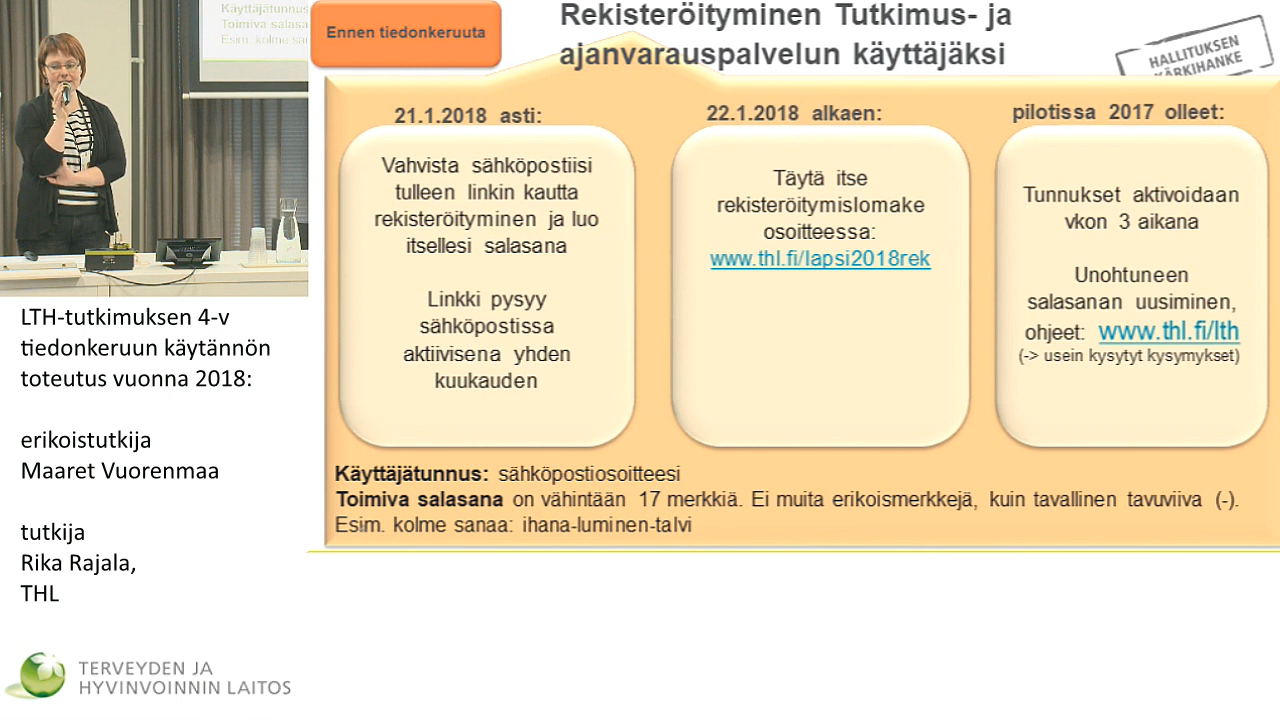 Käyttäjätunnus
Toimiva salasa
Esim. kolme sa
Ennen tiedonkeruuta
Rekisteröityminen Tutkimus- ja
ajanvarauspalvelun käyttäjäksi
HALLITUKSEN
KÄRKIHANKE
21.1.2018 asti:
Vahvista sähköpostiisi
tulleen linkin kautta
rekisteröityminen ja luo
itsellesi salasana
Linkki pysyy
sähköpostissa
aktiivisena yhden
kuukauden
22.1.2018 alkaen:
Täytä itse
rekisteröitymislomake
osoitteessa:
www.thl.fi/lapsi2018rek
pilotissa 2017 olleet:
Tunnukset aktivoidaan
vkon 3 aikana
Unohtuneen
salasanan uusiminen,
ohjeet: www.thl.fi/lth
(-> usein kysytyt kysymykset)
Käyttäjätunnus: sähköpostiosoitteesi
Toimiva salasana on vähintään 17 merkkiä. Ei muita erikoismerkkejä, kuin tavallinen tavuviiva (-).
Esim. kolme sanaa: ihana-luminen-talvi
LTH-tutkimuksen 4-v
tiedonkeruun käytännön
toteutus vuonna 2018:
erikoistutkija
Maaret Vuorenmaa
tutkija
Rika Rajala,
THL
TERVEYDEN JA
HYVINVOINNIN LAITOS